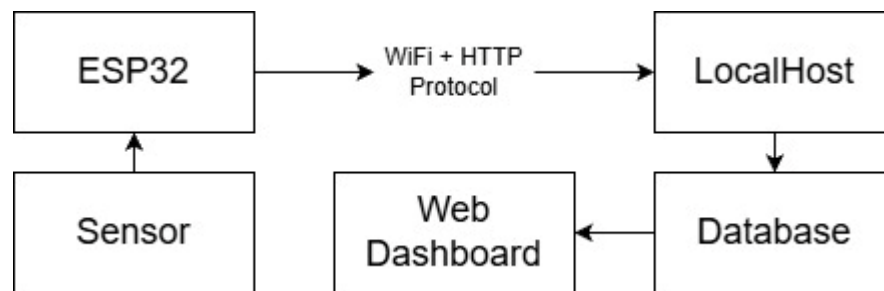 ESP32
WiFi + HTTP
Protocol
LocalHost
Sensor
Web
Dashboard
Database